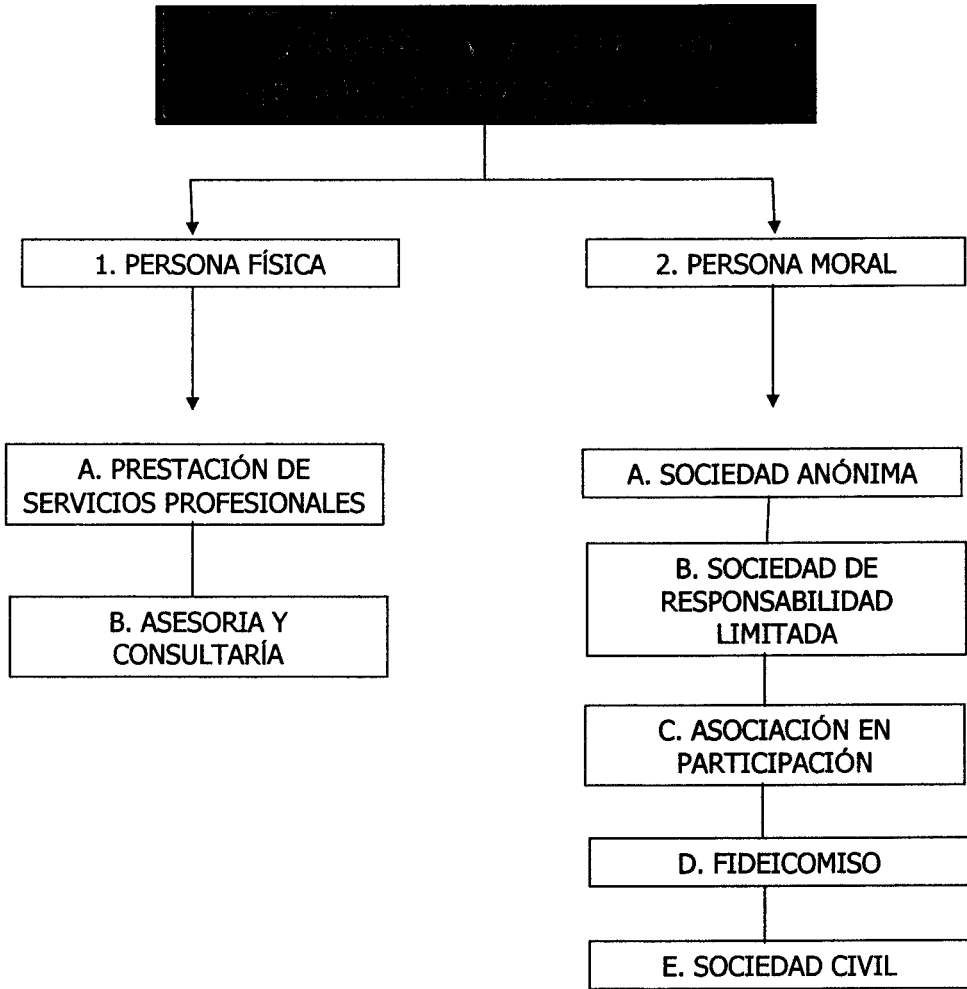 1. PERSONA FÍSICA
2. PERSONA MORAL
A. PRESTACIÓN DE
SERVICIOS PROFESIONALES
B. ASESORIA Y
CONSULTARÍA
A. SOCIEDAD ANÓNIMA
B. SOCIEDAD DE
RESPONSABILIDAD
LIMITADA
C. ASOCIACIÓN EN
PARTICIPACIÓN
D. FIDEICOMISO
E. SOCIEDAD CIVIL